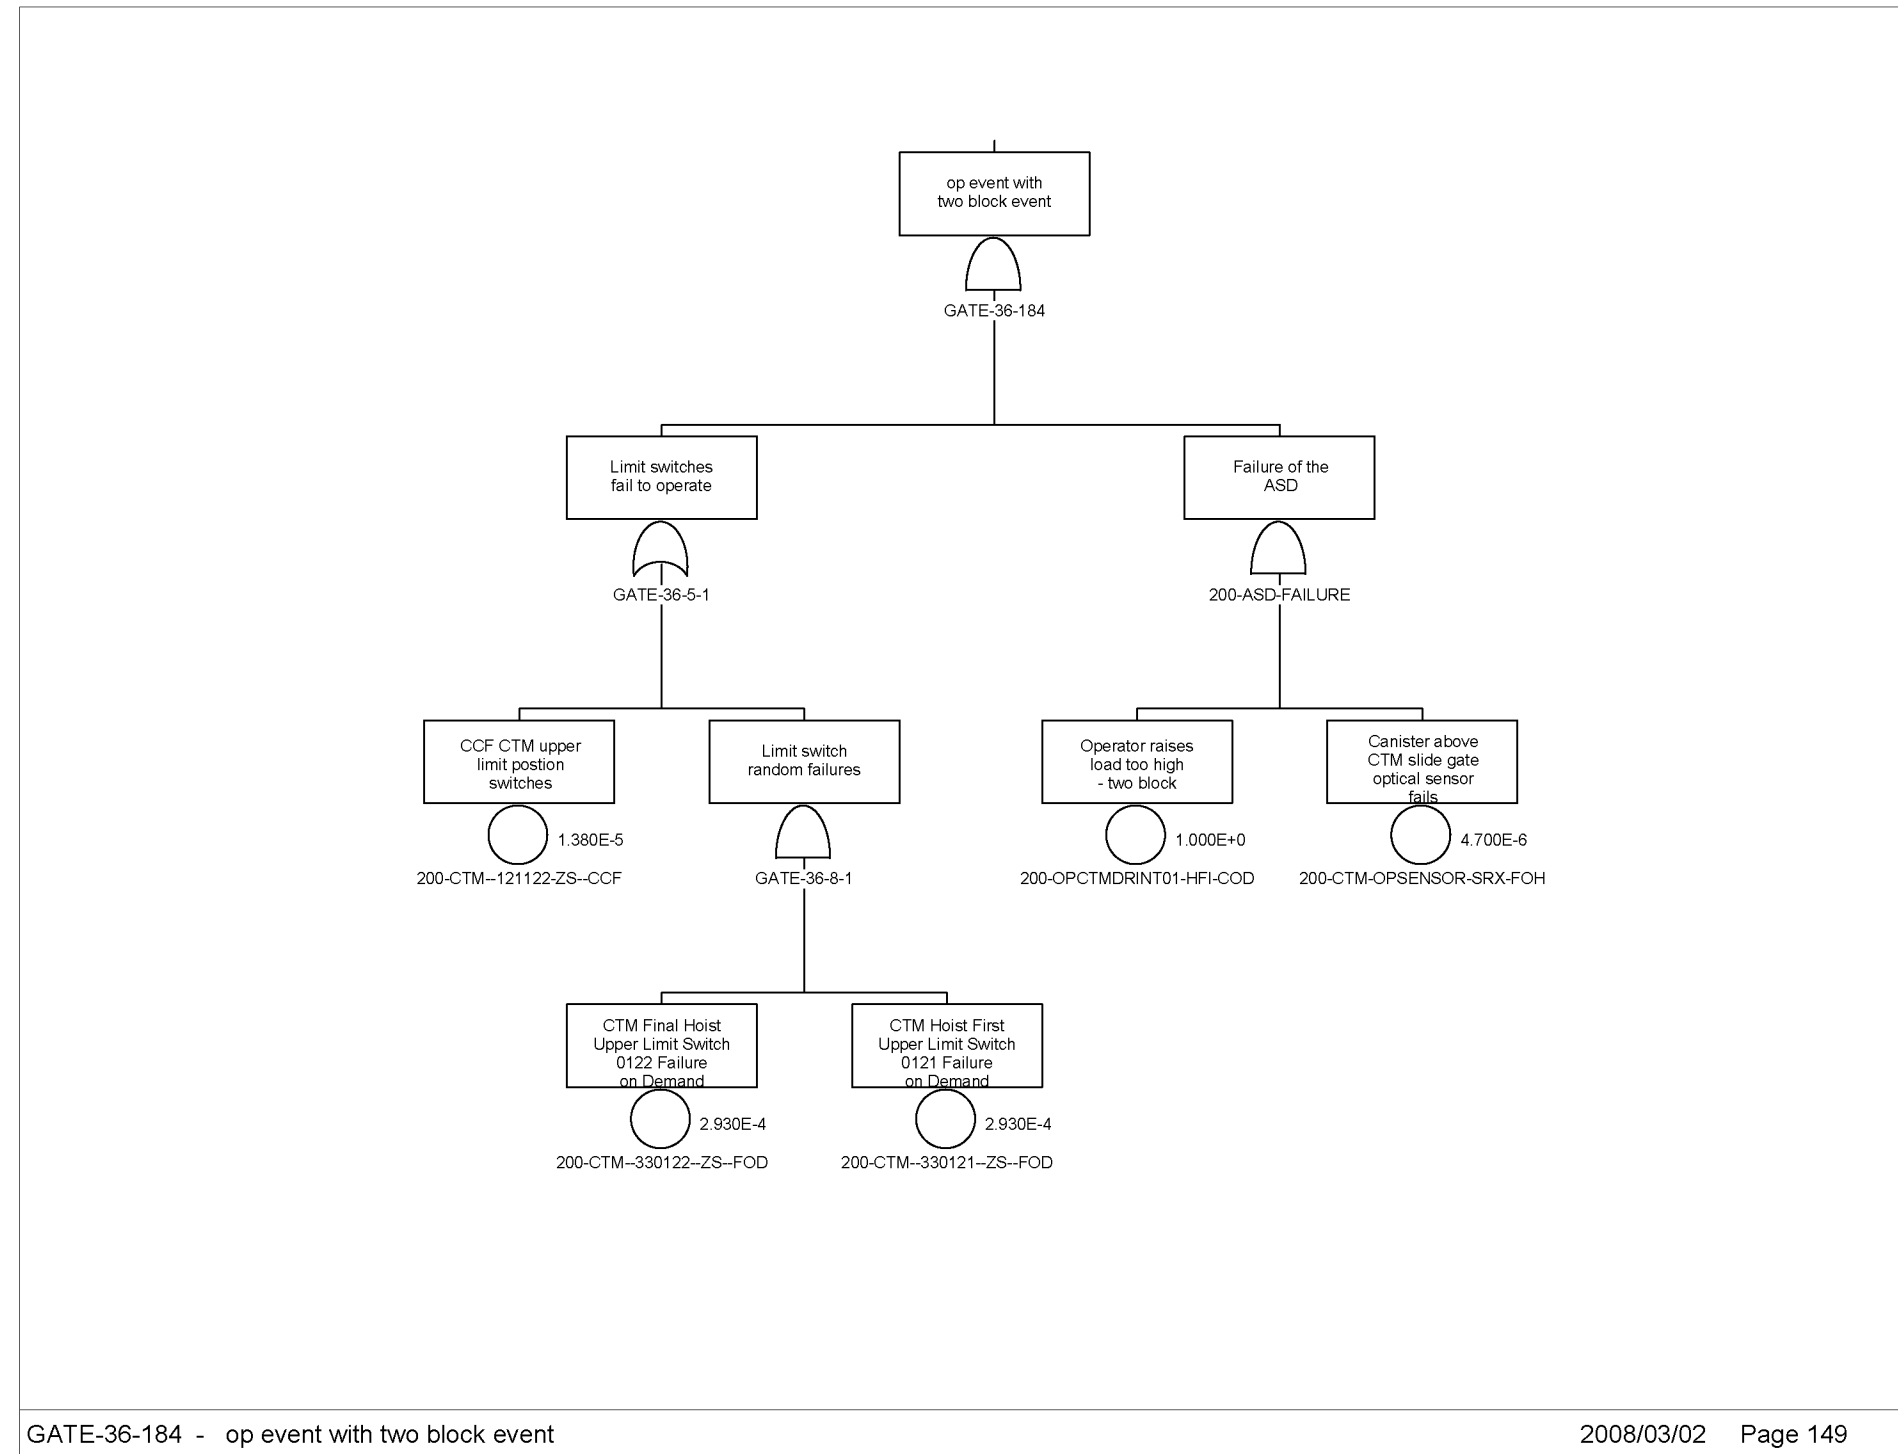 op event with
two block event
GATE-36-184
Limit switches
fail to operate
GATE-36-5-1
Failure of the
ASD
200-ASD-FAILURE
CCF CTM upper
limit postion
switches
1.380E-5
200-CTM--121122-ZS--CCF
Limit switch
random failures
GATE-36-8-1
Operator raises
load too high
- two block
1.000E+0
200-OPCTMDRINT01-HFI-COD
Canister above
CTM slide gate
optical sensor
fails
4.700E-6
200-CTM-OPSENSOR-SRX-FOH
CTM Final Hoist
Upper Limit Switch
0122 Failure
on Demand
2.930E-4
200-CTM--330122--ZS--FOD
CTM Hoist First
Upper Limit Switch
0121 Failure
on Demand
2.930E-4
200-CTM--330121--ZS--FOD
GATE-36-184 - op event with two block event
2008/03/02 Page 149